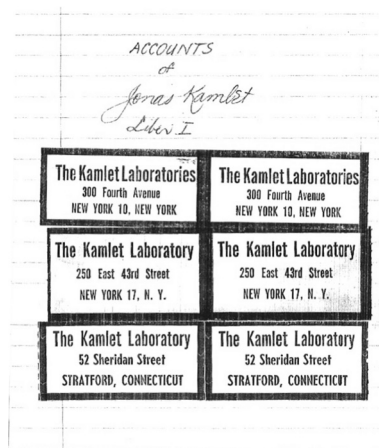 ACCOUNTS
of
Jonas Kamlet
Liber I
The Kamlet Laboratories
300 Fourth Avenue
NEW YORK 10, NEW YORK
The Kamlet Laboratories
300 Fourth Avenue
NEW YORK 10, NEW YORK
The Kamlet Laboratory
250 East 43rd Street
NEW YORK 17, N. Y.
The Kamlet Laboratory
250 East 43rd Street
NEW YORK 17, N. Y.
The Kamlet Laboratory
52 Sheridan Street
STRATFORD, CONNECTICUT
The Kamlet Laboratory
52 Sheridan Street
STRATFORD, CONNECTICUT